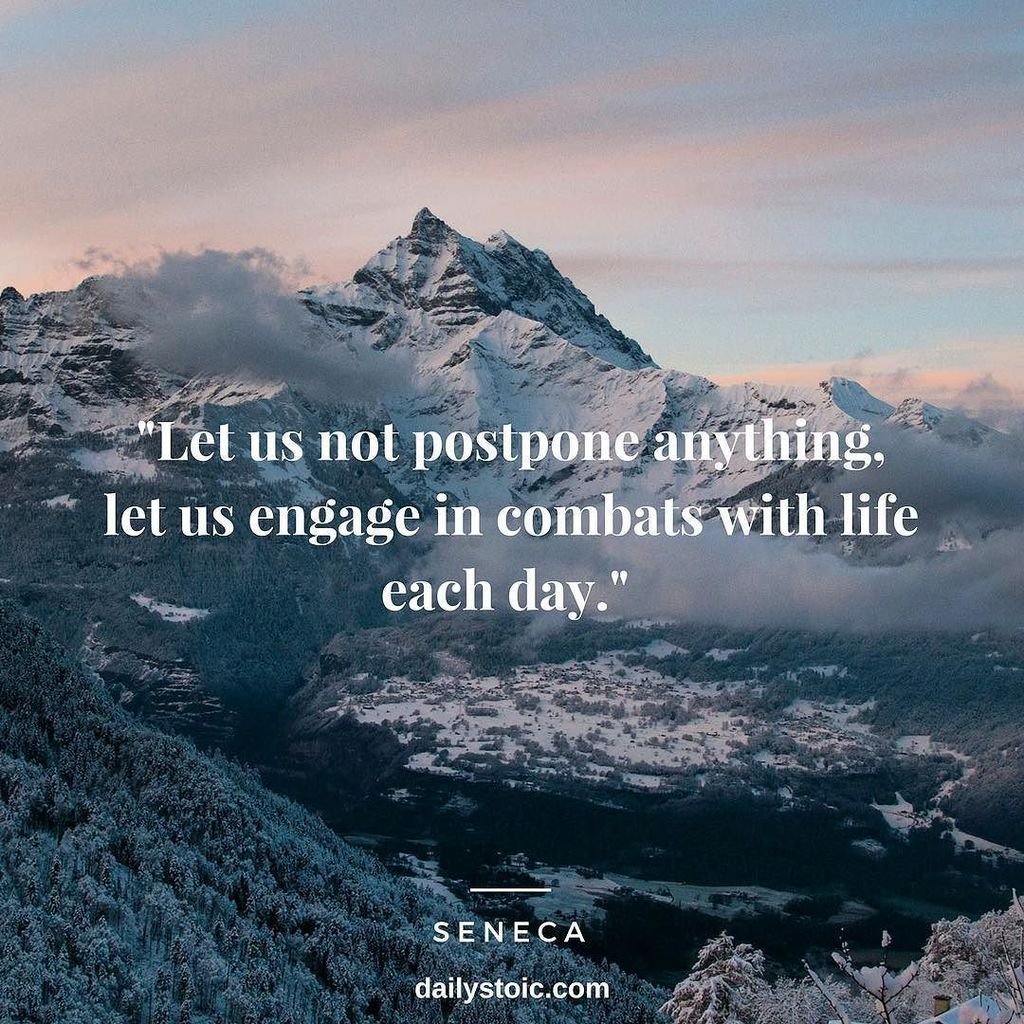 "Let us not postpone anything,
let us engage in combats with life
each day."
SENECA
dailystoic.com